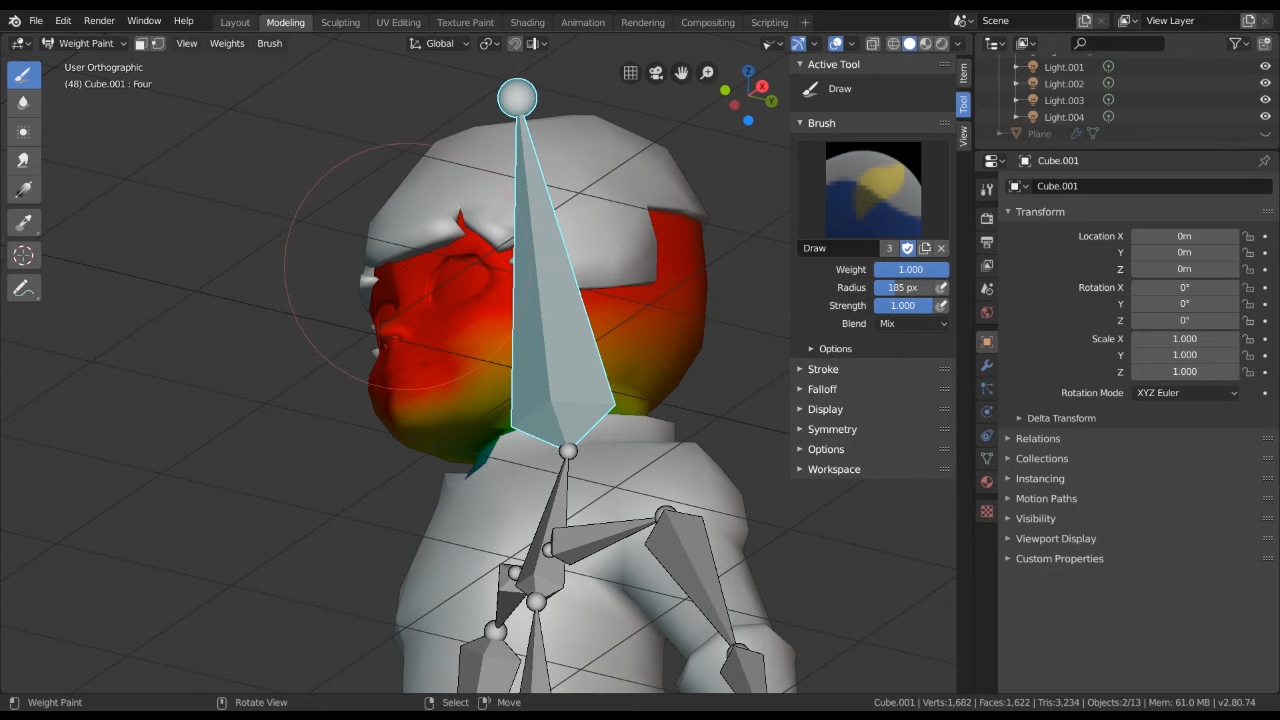 File Edit Render Window Help Layout Modeling Sculpting UV Editing Texture Paint Shading Animation Rendering Compositing Scripting + Scene View Layer
Weight Paint View Weights Brush Global
User Orthographic
(48) Cube.001 : Four
X
Y
Z
Active Tool
Draw
Brush
Draw 3
Weight 1.000
Radius 185 px
Strength 1.000
Blend Mix
Options
Stroke
Falloff
Display
Symmetry
Options
Workspace
Item
Tool
View
Light.001
Light.002
Light.003
Light.004
Plane
Cube.001
Cube.001
Transform
Location X 0m
Y 0m
Z 0m
Rotation X 0°
Y 0°
Z 0°
Scale X 1.000
Y 1.000
Z 1.000
Rotation Mode XYZ Euler
Delta Transform
Relations
Collections
Instancing
Motion Paths
Visibility
Viewport Display
Custom Properties
Weight Paint Rotate View Select Move Cube.001 | Verts:1,682 | Faces:1,622 | Tris:3,234 | Objects:2/13 | Mem: 61.0 MB | v2.80.74